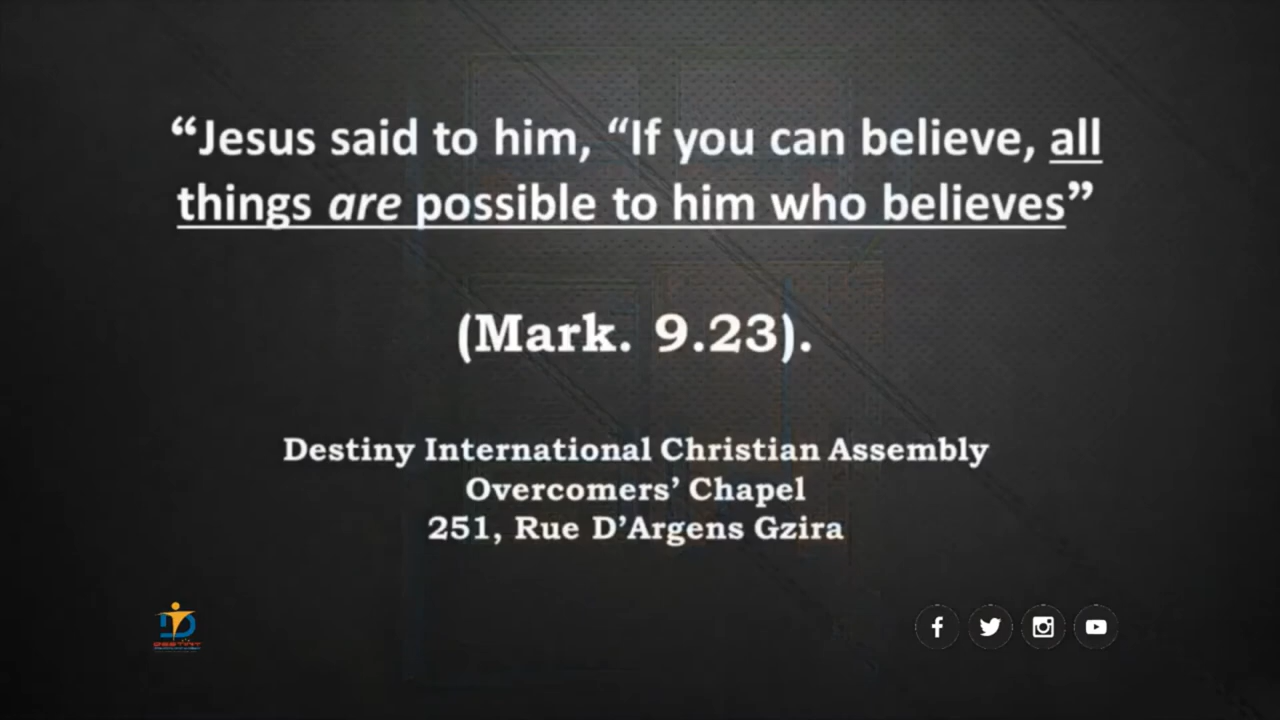 “Jesus said to him, “If you can believe, all
things are possible to him who believes”
(Mark. 9.23).
Destiny International Christian Assembly
Overcomers’ Chapel
251, Rue D’Argens Gzira